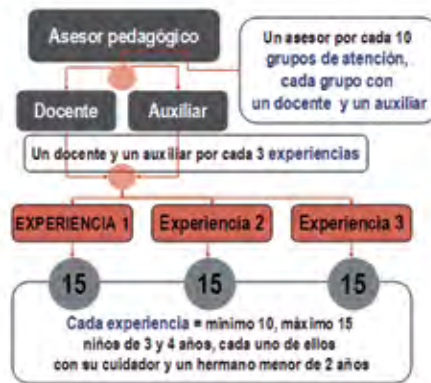 Asesor pedagógico
Un asesor por cada 10
grupos de atención,
cada grupo con
un docente y un auxiliar
Docente
Auxiliar
Un docente y un auxiliar por cada 3 experiencias
EXPERIENCIA 1
Experiencia 2
Experiencia 3
15
15
15
Cada experiencia = mínimo 10, máximo 15
niños de 3 y 4 años, cada uno de ellos
con su cuidador y un hermano menor de 2 años